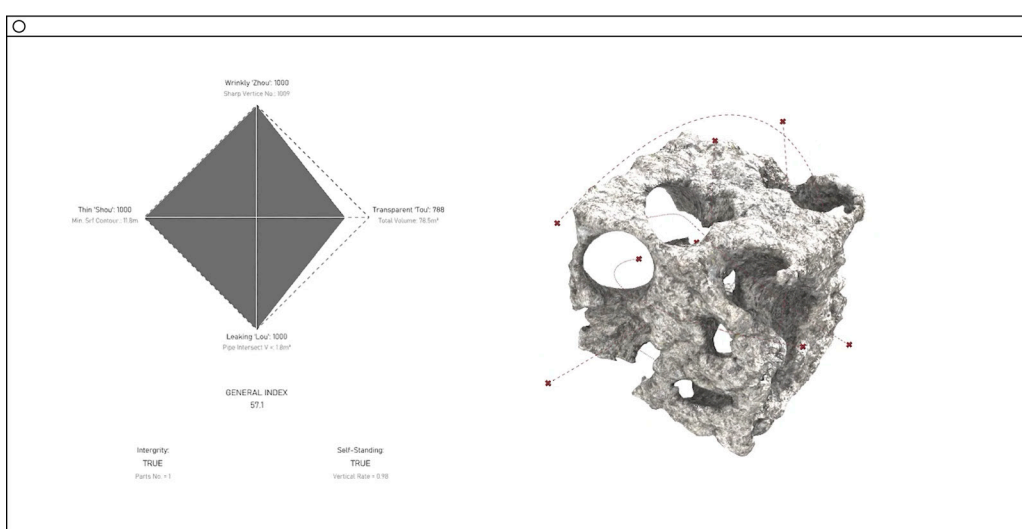 Wrinkly 'Zhou': 1000
Sharp Vertice No.: 1009
Thin 'Shou': 1000
Min. Srf Contour: 11.8m
Transparent 'Tou': 788
Total Volume: 78.5m³
Leaking 'Lou': 1000
Pipe Intersect V <: 1.8m³
GENERAL INDEX
57.1
Intergrity:
TRUE
Parts No. = 1
Self-Standing:
TRUE
Vertical Rate = 0.98